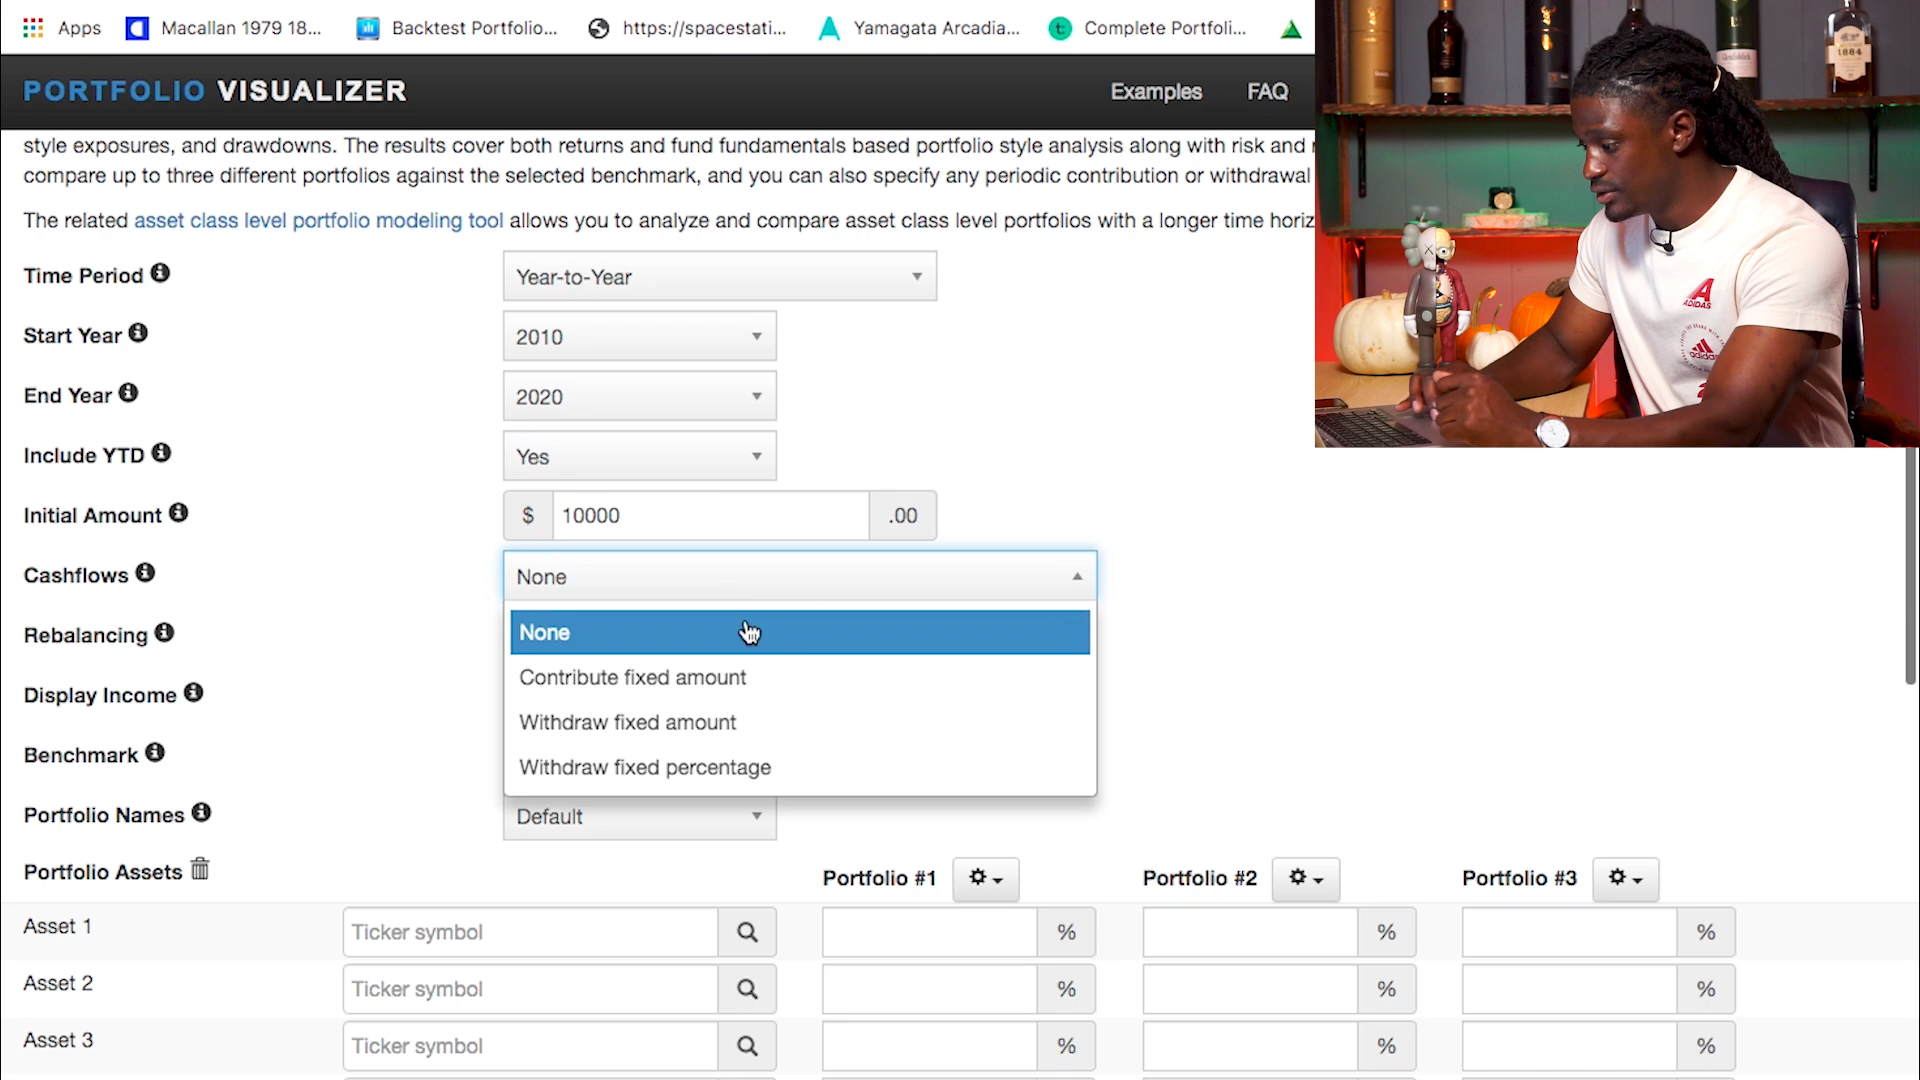 Apps
Macallan 1979 18...
Backtest Portfolio...
https://spacestati...
Yamagata Arcadia...
Complete Portfoli...
PORTFOLIO VISUALIZER
Examples
FAQ
style exposures, and drawdowns. The results cover both returns and fund fundamentals based portfolio style analysis along with risk and
compare up to three different portfolios against the selected benchmark, and you can also specify any periodic contribution or withdrawal
The related asset class level portfolio modeling tool allows you to analyze and compare asset class level portfolios with a longer time horiz
Time Period
Year-to-Year
Start Year
2010
End Year
2020
Include YTD
Yes
Initial Amount
$ 10000 .00
Cashflows
None
None
Contribute fixed amount
Withdraw fixed amount
Withdraw fixed percentage
Rebalancing
Display Income
Benchmark
Portfolio Names
Default
Portfolio Assets
Portfolio #1
Portfolio #2
Portfolio #3
Asset 1
Ticker symbol
%
%
%
Asset 2
Ticker symbol
%
%
%
Asset 3
Ticker symbol
%
%
%
1884
Glenfiddich
ADIDAS
adidas